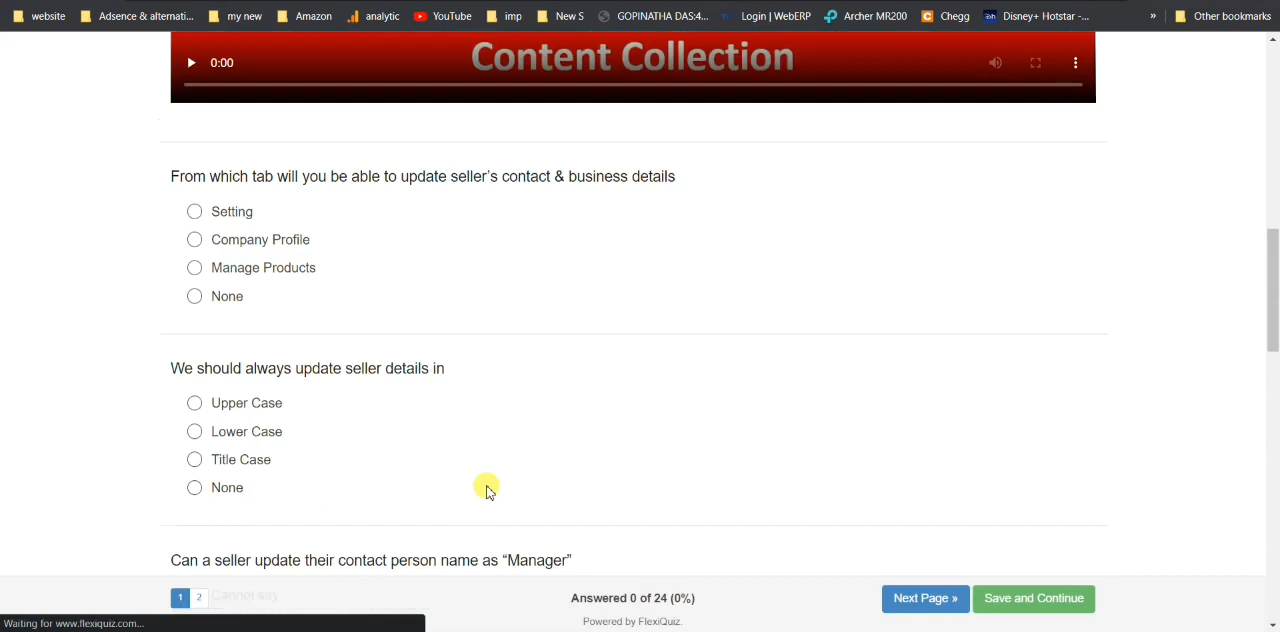 website
Adsence & alternati...
my new
Amazon
analytic
YouTube
imp
New S
GOPINATHA DAS:4...
Login | WebERP
Archer MR200
Chegg
Disney+ Hotstar -...
»
Other bookmarks
0:00
Content Collection
From which tab will you be able to update seller's contact & business details
Setting
Company Profile
Manage Products
None
We should always update seller details in
Upper Case
Lower Case
Title Case
None
Can a seller update their contact person name as “Manager”
1 2
Cannot say
Answered 0 of 24 (0%)
Next Page »
Save and Continue
Powered by FlexiQuiz.
Waiting for www.flexiquiz.com...